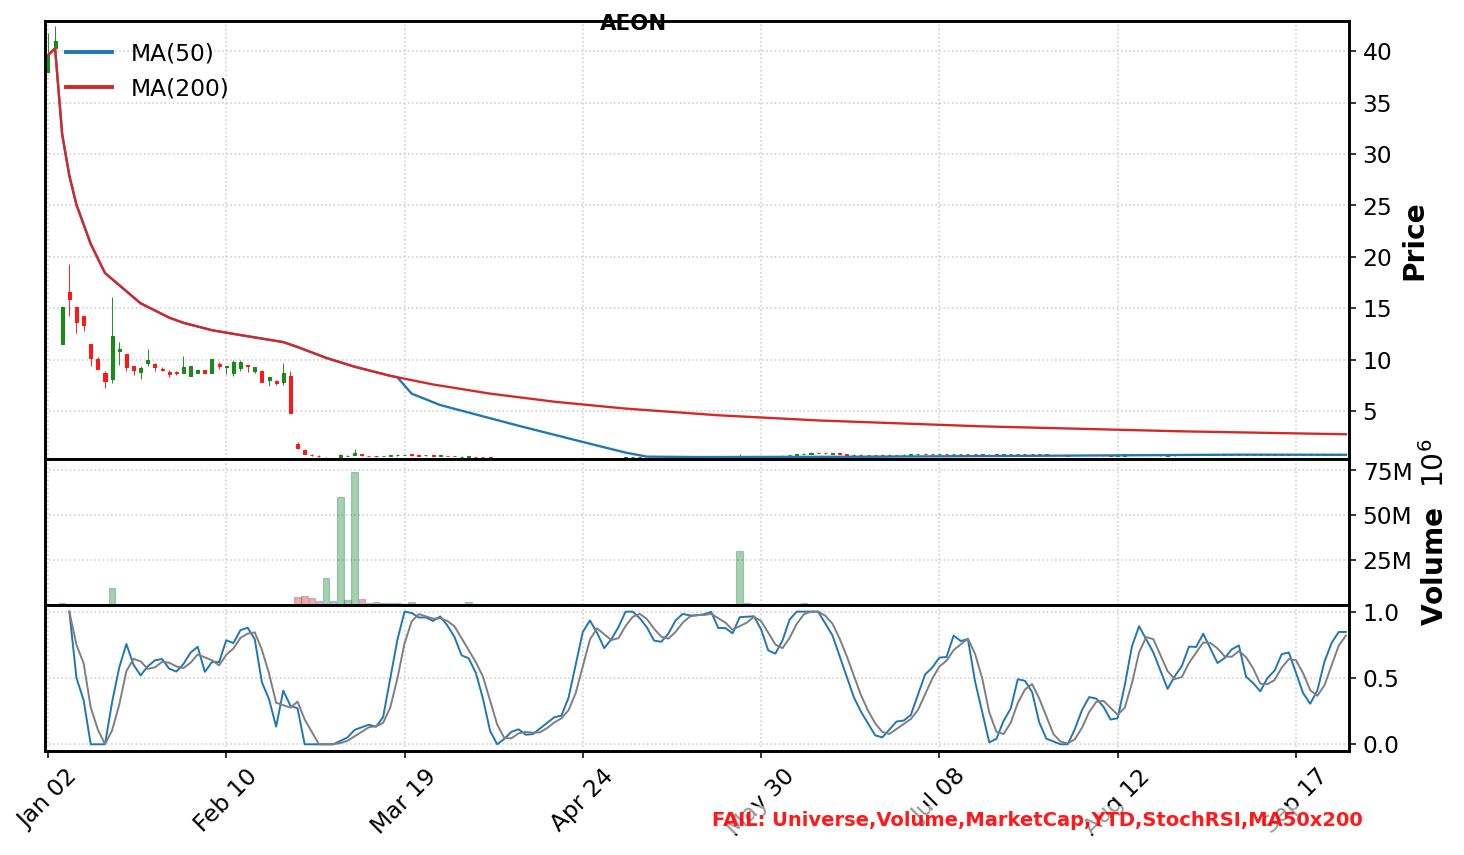 AEON
MA(50)
MA(200)
40
35
30
25
20
15
10
5
Price
75M
50M
25M
Volume 10⁶
1.0
0.5
0.0
Jan 02
Feb 10
Mar 19
Apr 24
May 30
Jul 08
Aug 12
Sep 17
FAIL: Universe,Volume,MarketCap,YTD,StochRSI,MA50x200